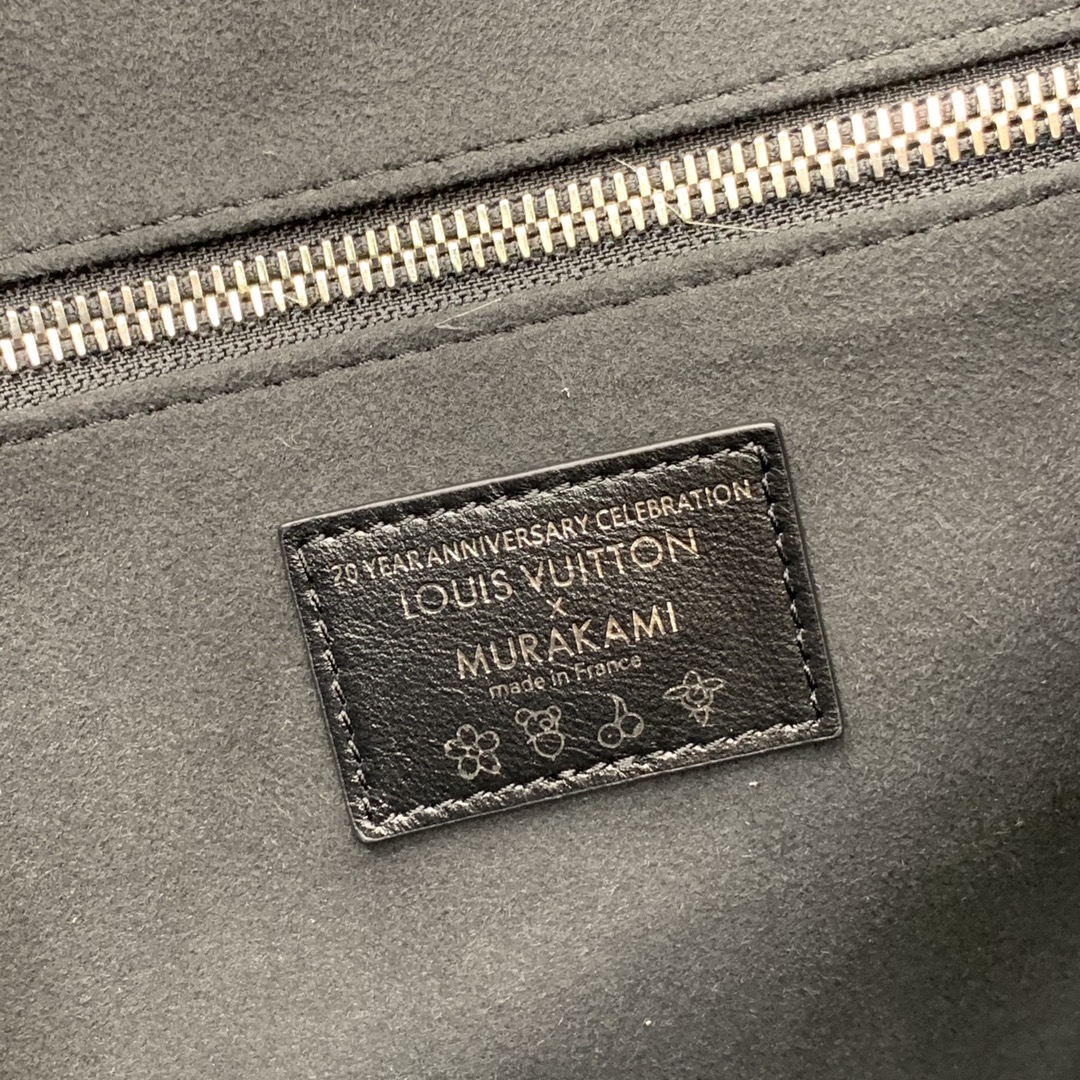 20 YEAR ANNIVERSARY CELEBRATION
LOUIS VUITTON
x
MURAKAMI
made in France